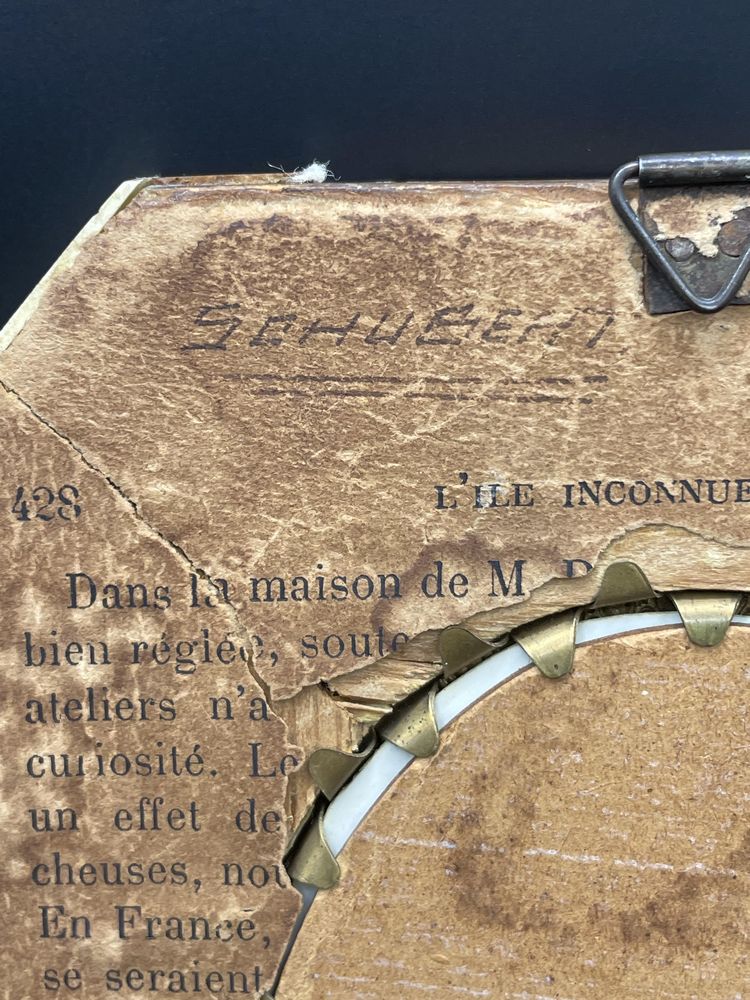 SCHUBERT
428
L'ILE INCONNUE
Dans la maison de M. D
bien réglée, soute
ateliers n'a
curiosité. Le
un effet de
cheuses, nou
En France,
se seraient